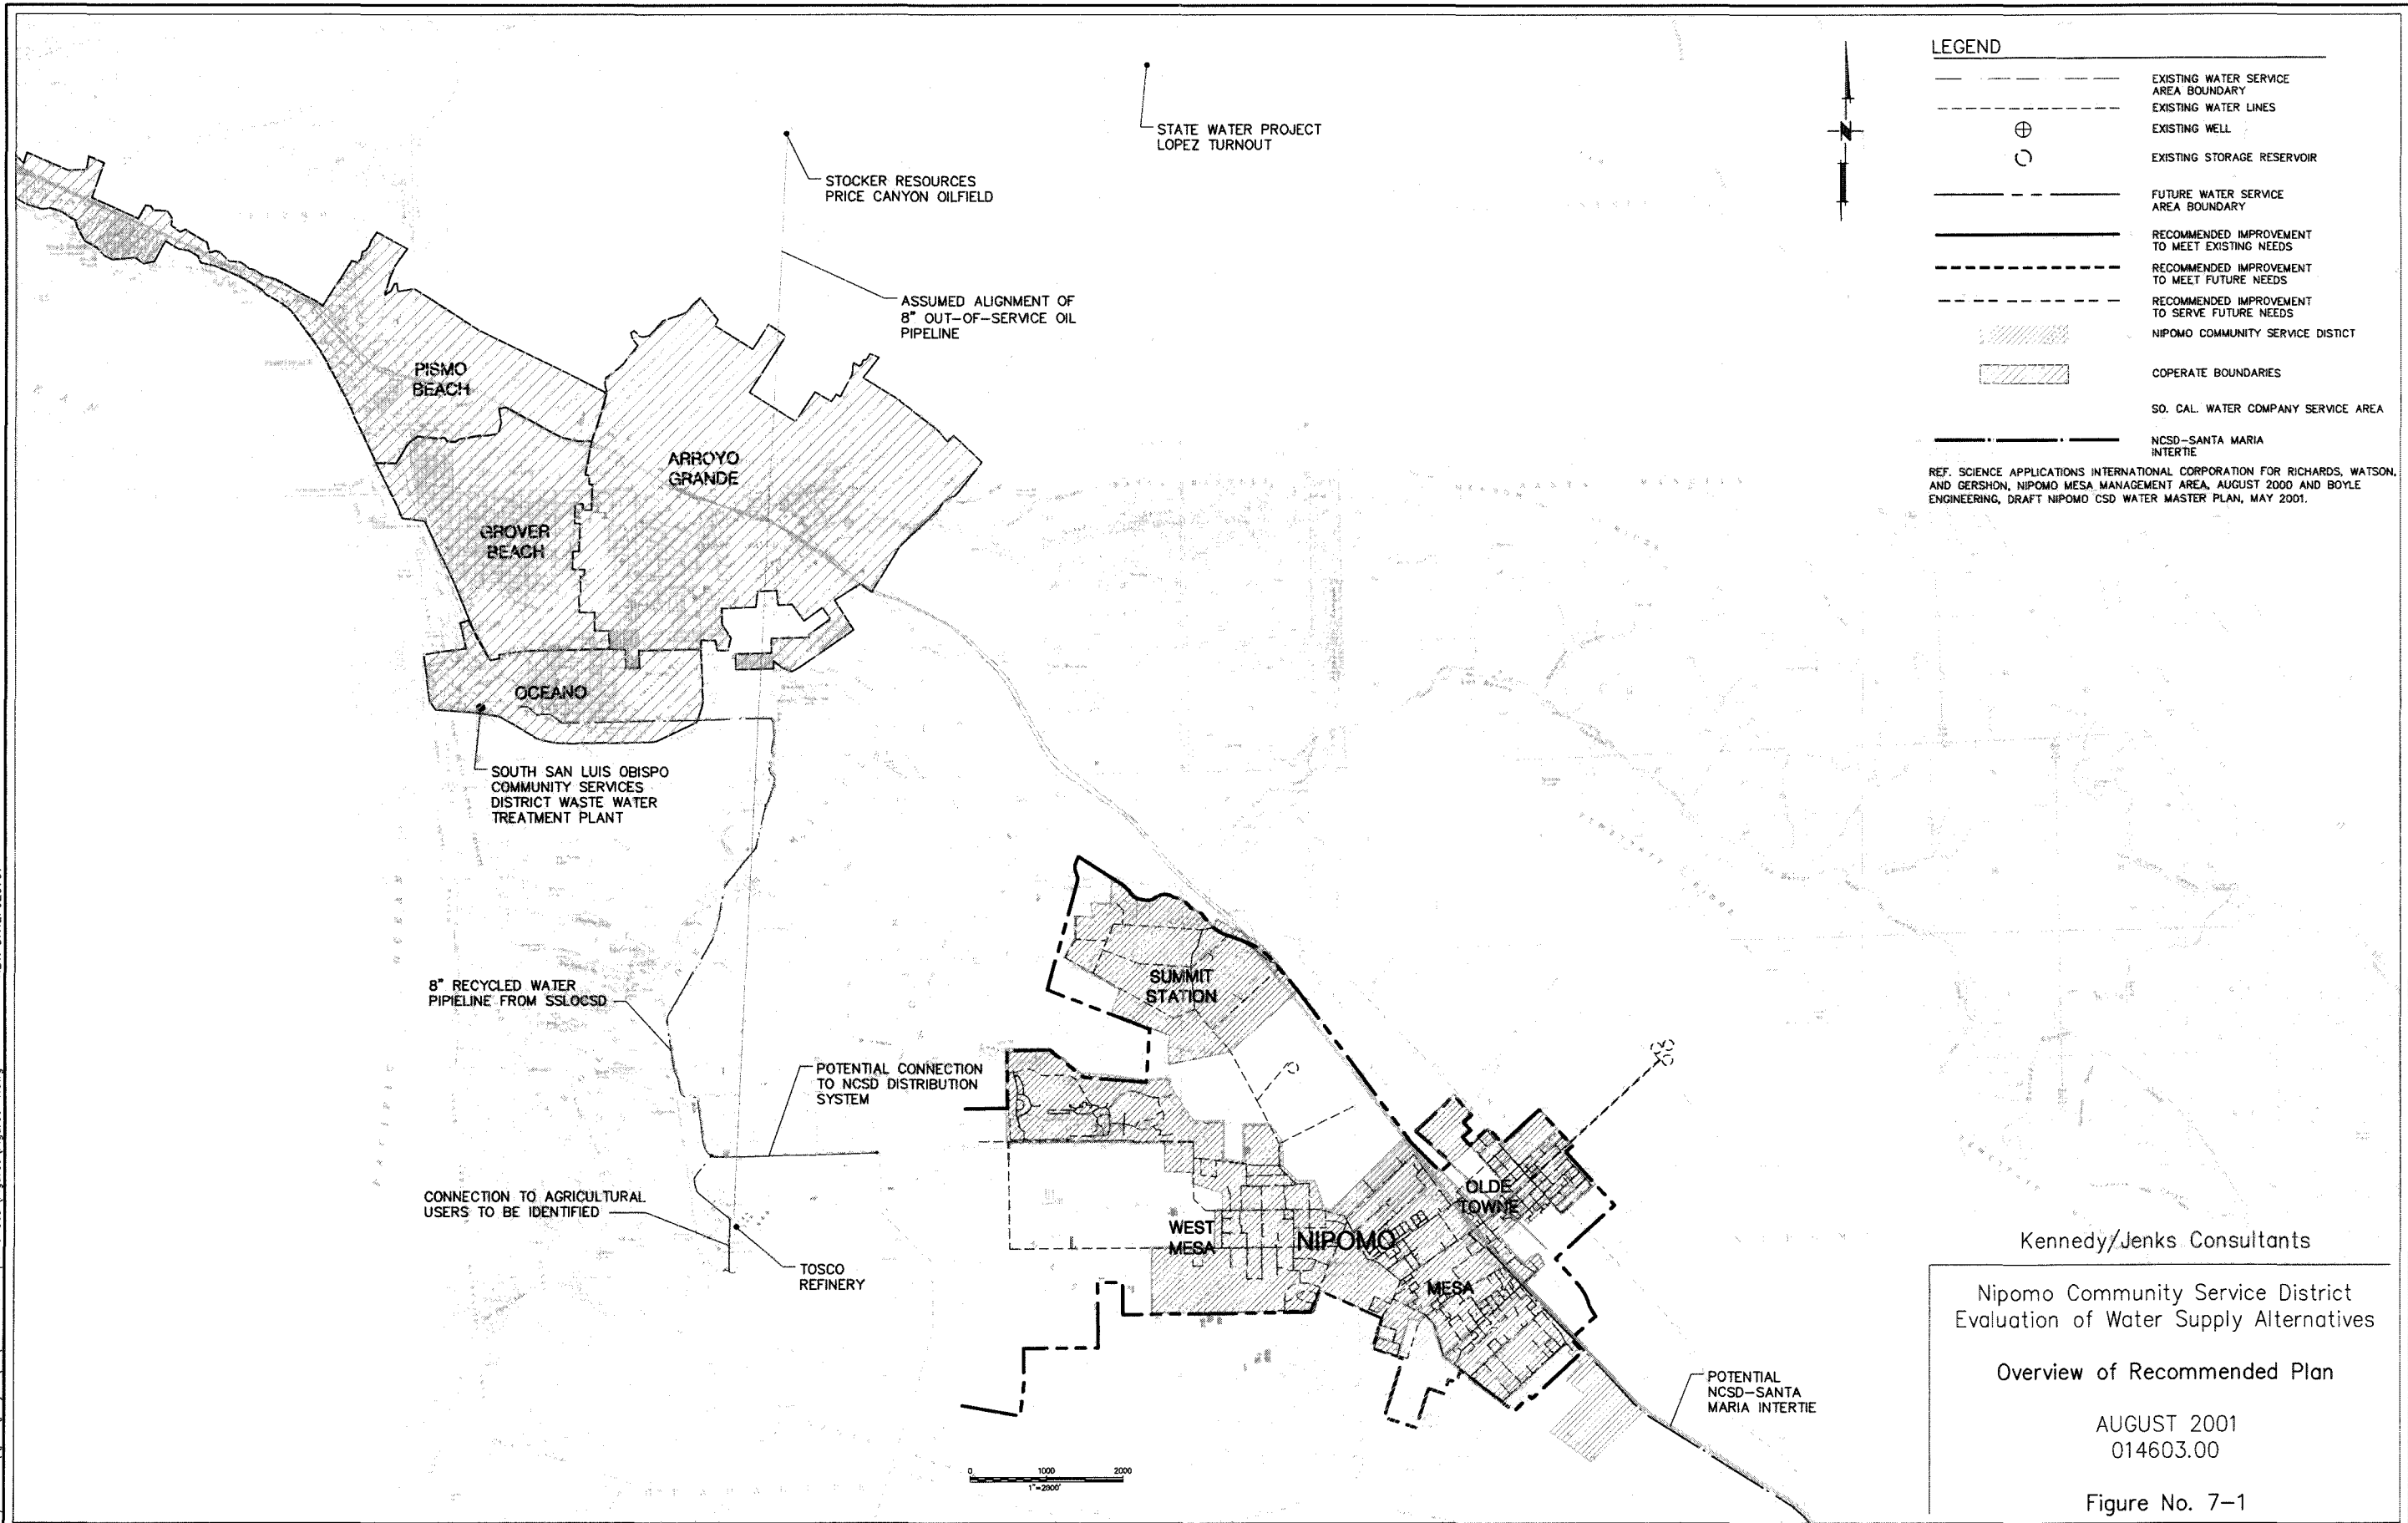 STATE WATER PROJECT
LOPEZ TURNOUT
STOCKER RESOURCES
PRICE CANYON OILFIELD
ASSUMED ALIGNMENT OF
8" OUT-OF-SERVICE OIL
PIPELINE
PISMO
BEACH
ARROYO
GRANDE
GROVER
BEACH
OCEANO
SOUTH SAN LUIS OBISPO
COMMUNITY SERVICES
DISTRICT WASTE WATER
TREATMENT PLANT
8" RECYCLED WATER
PIPIELINE FROM SSLOCSD
POTENTIAL CONNECTION
TO NCSD DISTRIBUTION
SYSTEM
CONNECTION TO AGRICULTURAL
USERS TO BE IDENTIFIED
TOSCO
REFINERY
SUMMIT
STATION
OLDE
TOWNE
WEST
MESA
NIPOMO
MESA
POTENTIAL
NCSD-SANTA
MARIA INTERTIE
0 1000 2000
1"=2000'
N
LEGEND
EXISTING WATER SERVICE
AREA BOUNDARY
EXISTING WATER LINES
EXISTING WELL
EXISTING STORAGE RESERVOIR
FUTURE WATER SERVICE
AREA BOUNDARY
RECOMMENDED IMPROVEMENT
TO MEET EXISTING NEEDS
RECOMMENDED IMPROVEMENT
TO MEET FUTURE NEEDS
RECOMMENDED IMPROVEMENT
TO SERVE FUTURE NEEDS
NIPOMO COMMUNITY SERVICE DISTICT
COPERATE BOUNDARIES
SO. CAL. WATER COMPANY SERVICE AREA
NCSD-SANTA MARIA
INTERTIE
REF. SCIENCE APPLICATIONS INTERNATIONAL CORPORATION FOR RICHARDS, WATSON,
AND GERSHON, NIPOMO MESA MANAGEMENT AREA, AUGUST 2000 AND BOYLE
ENGINEERING, DRAFT NIPOMO CSD WATER MASTER PLAN, MAY 2001.
Kennedy/Jenks Consultants
Nipomo Community Service District
Evaluation of Water Supply Alternatives
Overview of Recommended Plan
AUGUST 2001
014603.00
Figure No. 7-1